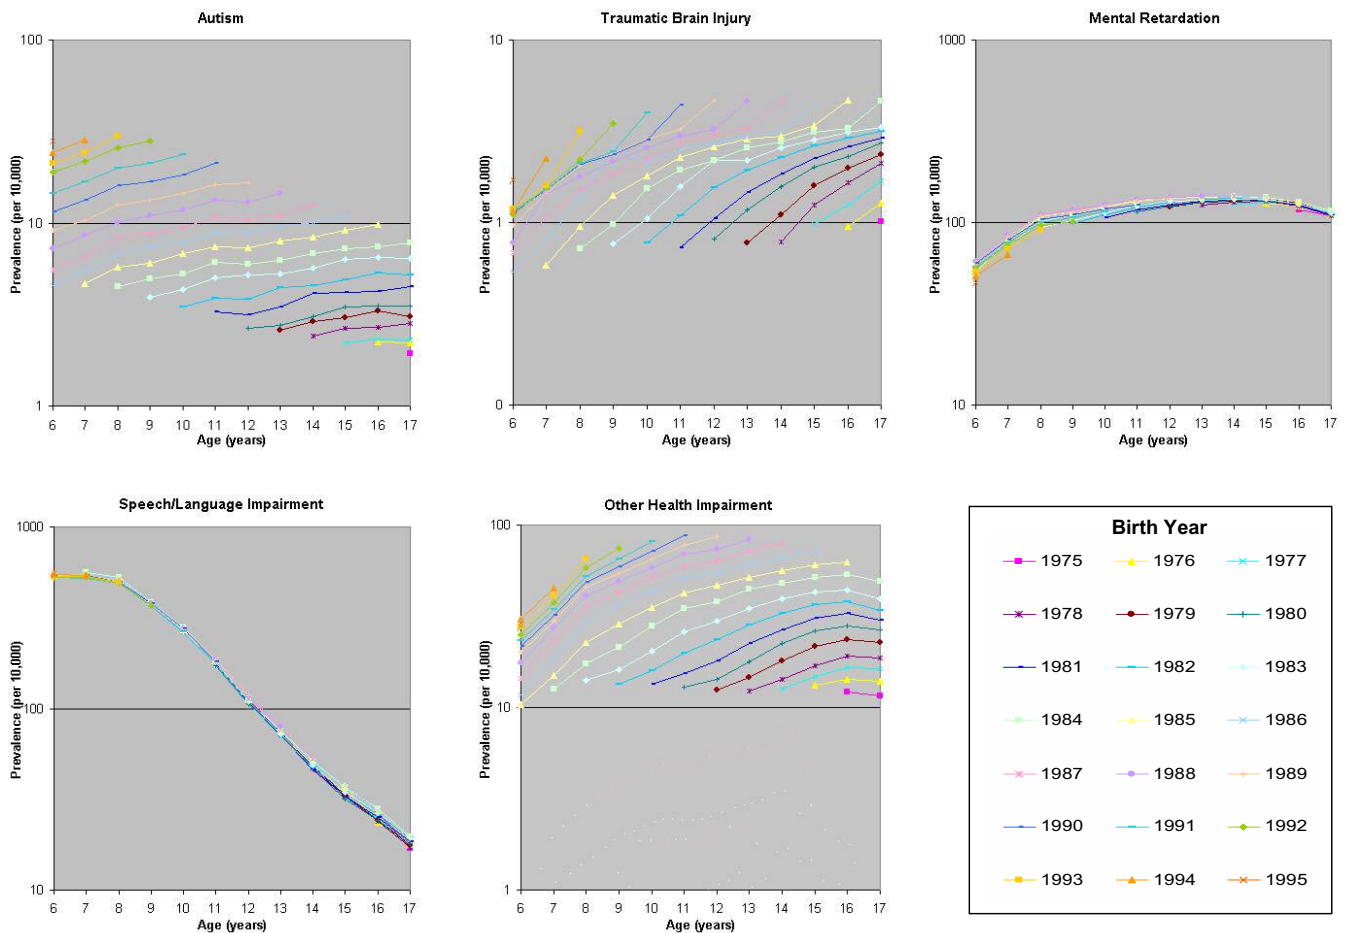 Autism
Traumatic Brain Injury
Mental Retardation
Prevalence (per 10,000)
100
10
1
6 7 8 9 10 11 12 13 14 15 16 17
Age (years)
Prevalence (per 10,000)
10
1
0
6 7 8 9 10 11 12 13 14 15 16 17
Age (years)
Prevalence (per 10,000)
1000
100
10
6 7 8 9 10 11 12 13 14 15 16 17
Age (years)
Speech/Language Impairment
Other Health Impairment
Prevalence (per 10,000)
1000
100
10
6 7 8 9 10 11 12 13 14 15 16 17
Age (years)
Prevalence (per 10,000)
100
10
1
6 7 8 9 10 11 12 13 14 15 16 17
Age (years)
Birth Year
1975 1976 1977
1978 1979 1980
1981 1982 1983
1984 1985 1986
1987 1988 1989
1990 1991 1992
1993 1994 1995